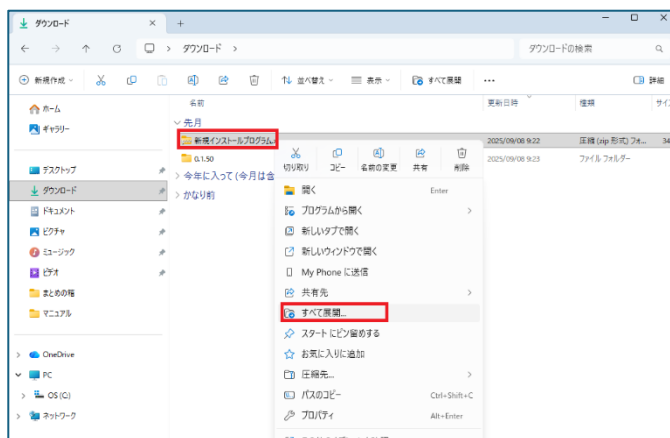 ダウンロード
ダウンロード
ダウンロードの検索
新規作成
並べ替え
表示
すべて展開
詳細
ホーム
ギャラリー
デスクトップ
ダウンロード
ドキュメント
ピクチャ
ミュージック
ビデオ
まとめの箱
マニュアル
OneDrive
PC
OS (C:)
ネットワーク
名前
更新日時
種類
サイ
先月
新規インストールプログラム
2025/09/08 9:22
圧縮 (zip 形式) フォ...
34
0.1.50
2025/09/08 9:23
ファイル フォルダー
今年に入って (今月は含
かなり前
切り取り
コピー
名前の変更
共有
削除
開く
Enter
プログラムから開く
新しいタブで開く
新しいウィンドウで開く
My Phone に送信
共有先
すべて展開...
スタート にピン留めする
お気に入りに追加
圧縮先...
パスのコピー
Ctrl+Shift+C
プロパティ
Alt+Enter